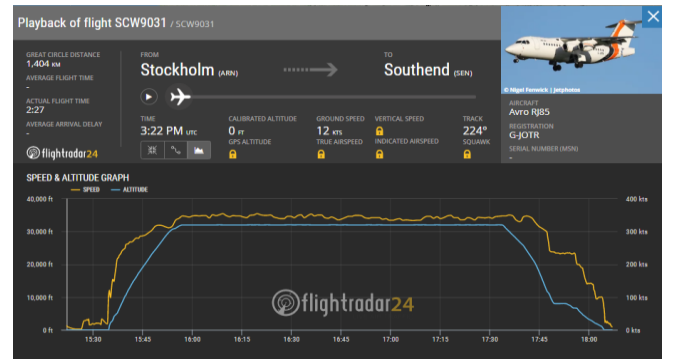 Playback of flight SCW9031 / SCW9031
GREAT CIRCLE DISTANCE
1,404 KM
AVERAGE FLIGHT TIME
-
ACTUAL FLIGHT TIME
2:27
AVERAGE ARRIVAL DELAY
-
flightradar24
FROM
Stockholm (ARN)
TO
Southend (SEN)
TIME
3:22 PM UTC
CALIBRATED ALTITUDE
0 FT
GPS ALTITUDE
GROUND SPEED
12 KTS
TRUE AIRSPEED
VERTICAL SPEED
INDICATED AIRSPEED
TRACK
224°
SQUAWK
© Nigel Fenwick | Jetphotos
AIRCRAFT
Avro RJ85
REGISTRATION
G-JOTR
SERIAL NUMBER (MSN)
-
SPEED & ALTITUDE GRAPH
SPEED ALTITUDE
40,000 ft 400 kts
30,000 ft 300 kts
20,000 ft 200 kts
10,000 ft 100 kts
0 ft 0 kts
flightradar24
13:30 15:45 16:00 16:15 16:30 16:45 17:00 17:15 17:30 17:45 18:00